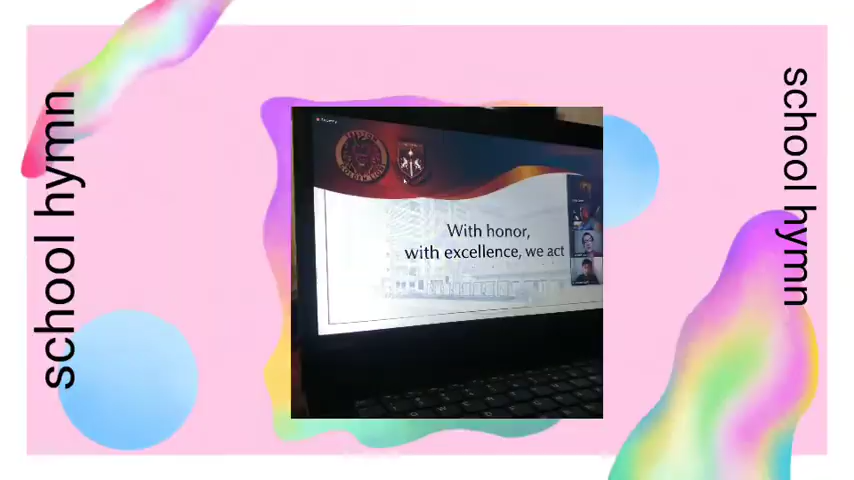 school hymn
With honor,
with excellence, we act
school hymn